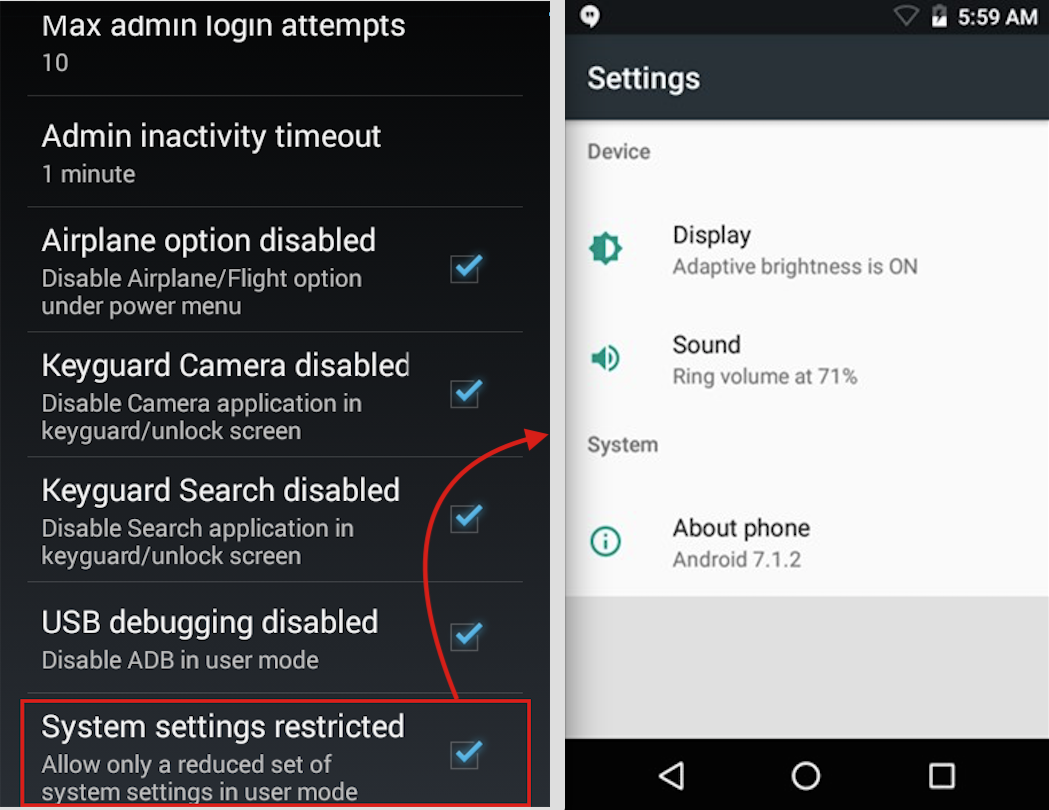 Max admin login attempts
10
Admin inactivity timeout
1 minute
Airplane option disabled
Disable Airplane/Flight option
under power menu
Keyguard Camera disabled
Disable Camera application in
keyguard/unlock screen
Keyguard Search disabled
Disable Search application in
keyguard/unlock screen
USB debugging disabled
Disable ADB in user mode
System settings restricted
Allow only a reduced set of
system settings in user mode
5:59 AM
Settings
Device
Display
Adaptive brightness is ON
Sound
Ring volume at 71%
System
About phone
Android 7.1.2